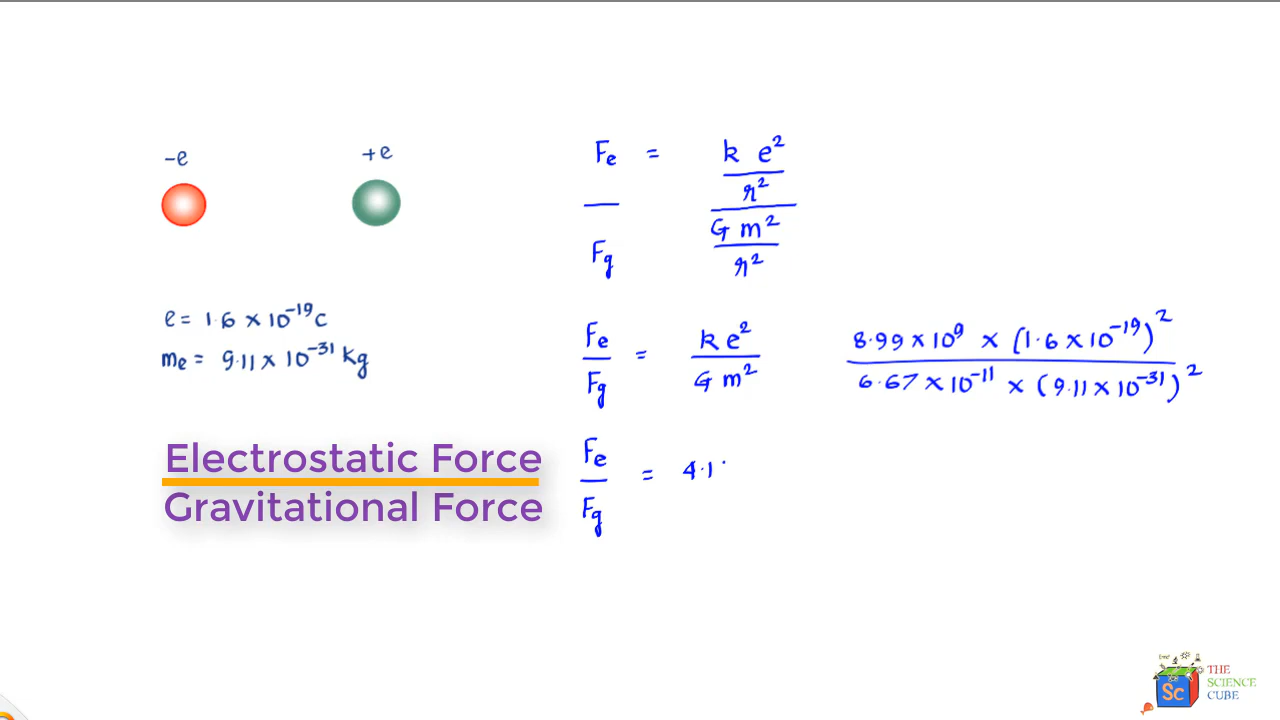 -e
+e
e = 1.6 × 10⁻¹⁹ c
mₑ = 9.11 × 10⁻³¹ kg
Electrostatic Force
Gravitational Force
Fe / Fg = (k e² / r²) / (G m² / r²)
Fe / Fg = k e² / G m²
8.99 × 10⁹ × (1.6 × 10⁻¹⁹)² / 6.67 × 10⁻¹¹ × (9.11 × 10⁻³¹)²
Fe / Fg = 4.1
Sc
THE
SCIENCE
CUBE